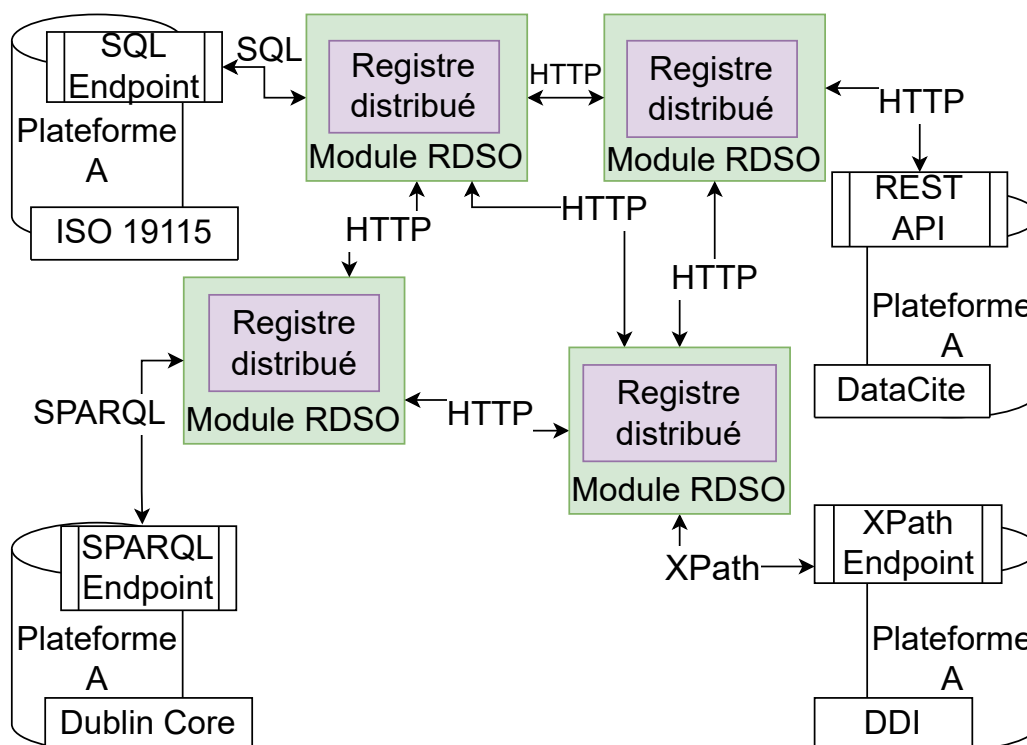 SQL
Endpoint
Plateforme
A
ISO 19115
SQL
Registre
distribué
Module RDSO
HTTP
Registre
distribué
Module RDSO
HTTP
REST
API
Plateforme
A
DataCite
HTTP
HTTP
HTTP
Registre
distribué
Module RDSO
SPARQL
HTTP
Registre
distribué
Module RDSO
XPath
SPARQL
Endpoint
Plateforme
A
Dublin Core
XPath
Endpoint
Plateforme
A
DDI